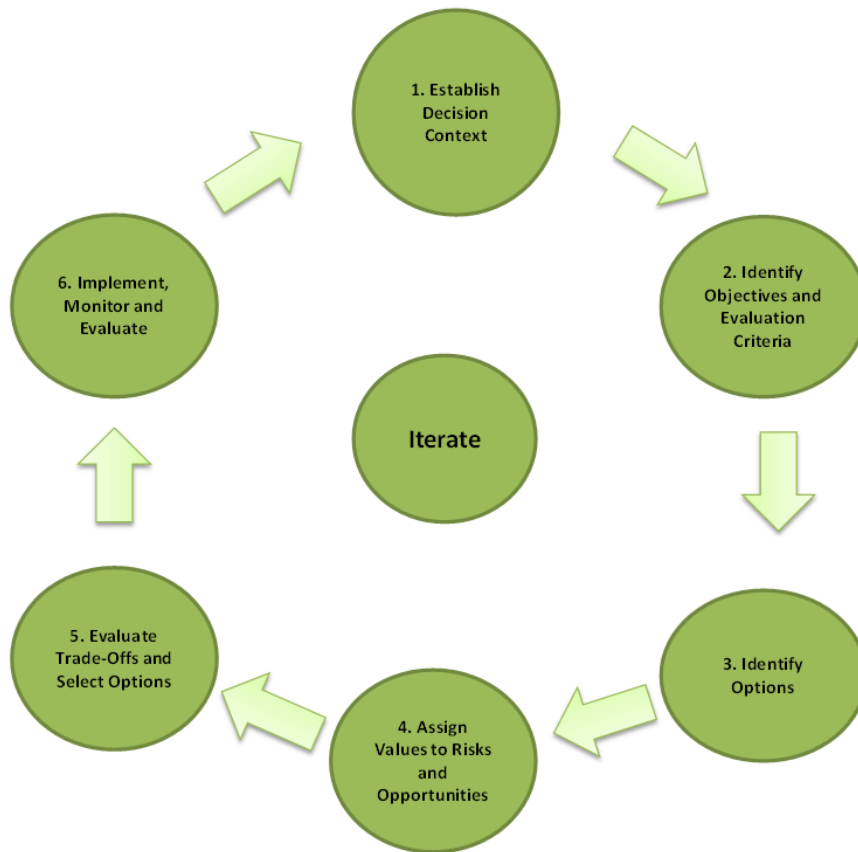 1. Establish
Decision
Context
2. Identify
Objectives and
Evaluation
Criteria
3. Identify
Options
4. Assign
Values to Risks
and
Opportunities
5. Evaluate
Trade-Offs and
Select Options
6. Implement,
Monitor and
Evaluate
Iterate